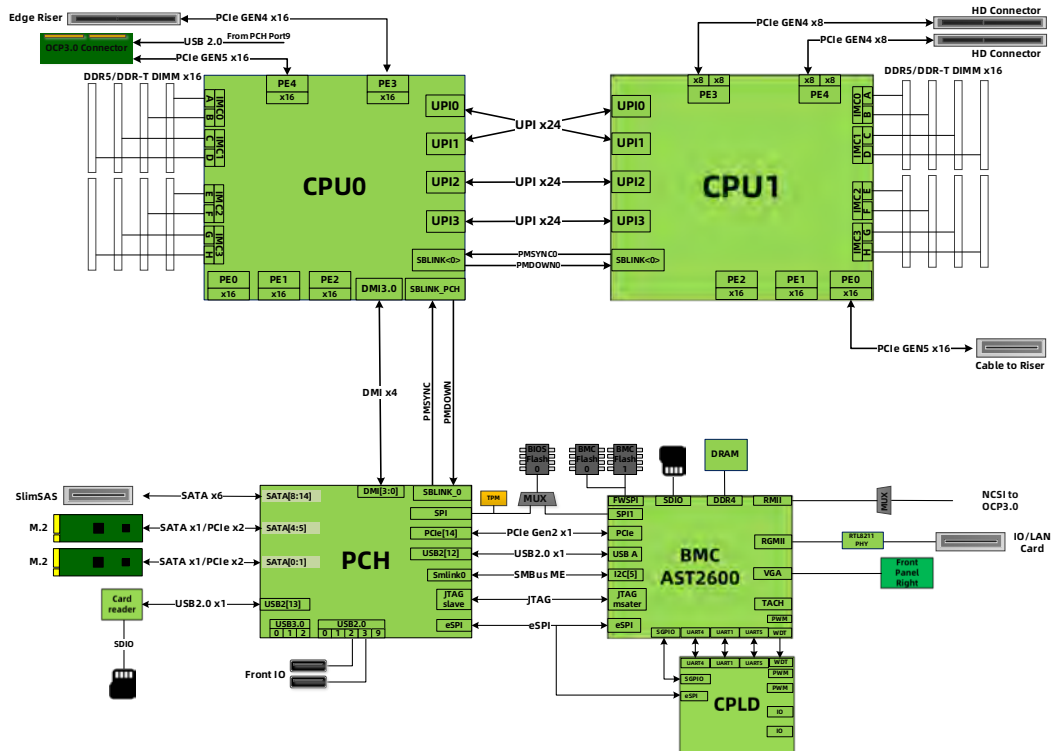 Edge Riser
PCIe GEN4 x16
OCP3.0 Connector
USB 2.0 From PCH Port9
PCIe GEN5 x16
DDR5/DDR-T DIMM x16
PE4
x16
PE3
x16
A
B
IMC0
C
D
IMC1
E
F
IMC2
G
H
IMC3
CPU0
UPI0
UPI1
UPI2
UPI3
SBLINK<0>
PE0
x16
PE1
x16
PE2
x16
DMI3.0
SBLINK_PCH
UPI x24
UPI x24
UPI x24
PMSYNC0
PMDOWN0
PCIe GEN4 x8
HD Connector
PCIe GEN4 x8
HD Connector
DDR5/DDR-T DIMM x16
x8 x8
PE3
x8 x8
PE4
UPI0
UPI1
UPI2
UPI3
SBLINK<0>
CPU1
IMC0
A
B
IMC1
C
D
IMC2
E
F
IMC3
G
H
PE2
x16
PE1
x16
PE0
x16
PCIe GEN5 x16
Cable to Riser
DMI x4
PMSYNC
PMDOWN
BIOS
Flash
0
BMC
Flash
0
BMC
Flash
1
DRAM
TPM
MUX
SlimSAS
SATA x6
M.2
SATA x1/PCIe x2
M.2
SATA x1/PCIe x2
Card
reader
USB2.0 x1
SDIO
SATA[8:14]
SATA[4:5]
SATA[0:1]
USB2[13]
DMI[3:0]
SBLINK_0
SPI
PCIe[14]
USB2[12]
Smlink0
JTAG
slave
eSPI
PCH
USB3.0
0 1 2
USB2.0
0 1 2 3 9
Front IO
PCIe Gen2 x1
USB2.0 x1
SMBus ME
JTAG
eSPI
FWSPI
SDIO
DDR4
RMII
SPI1
PCIe
USB A
I2C[5]
JTAG
msater
eSPI
BMC
AST2600
RGMII
VGA
TACH
PWM
SGPIO
UART4
UART1
UART5
WDT
MUX
NCSI to
OCP3.0
RTL8211
PHY
IO/LAN
Card
Front
Panel
Right
UART4
UART1
UART5
WDT
SGPIO
PWM
eSPI
PWM
CPLD
IO
IO